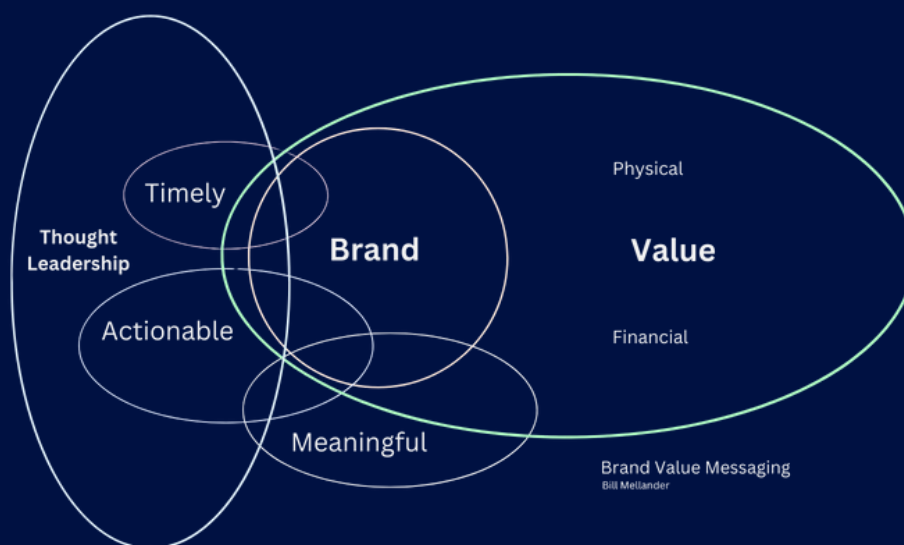 Timely
Thought
Leadership
Actionable
Meaningful
Brand
Physical
Value
Financial
Brand Value Messaging
Bill Mellander